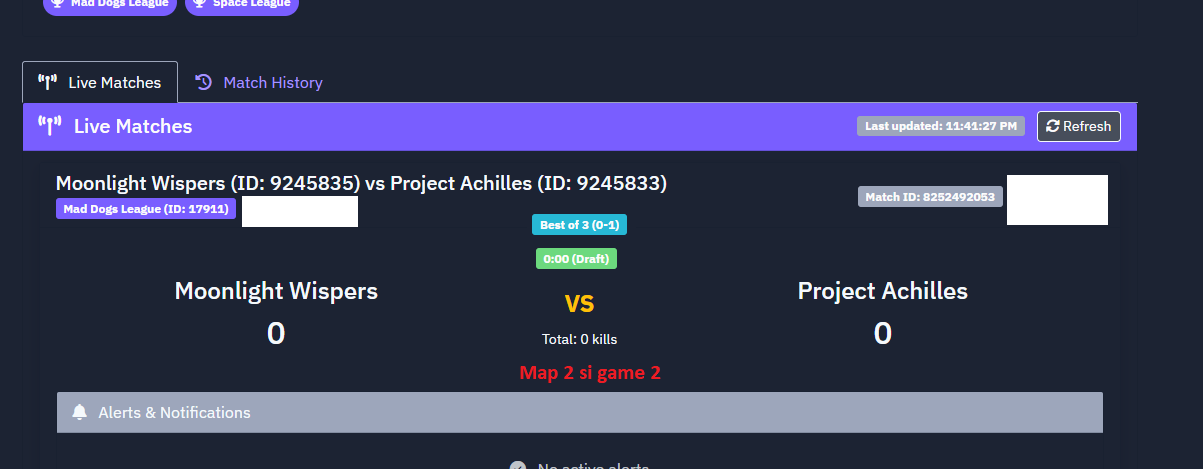 Mad Dogs League Space League
Live Matches Match History
Live Matches Last updated: 11:41:27 PM Refresh
Moonlight Wispers (ID: 9245835) vs Project Achilles (ID: 9245833)
Mad Dogs League (ID: 17911) Match ID: 8252492053
Best of 3 (0-1)
0:00 (Draft)
Moonlight Wispers VS Project Achilles
0 Total: 0 kills 0
Map 2 si game 2
Alerts & Notifications
No active alerts